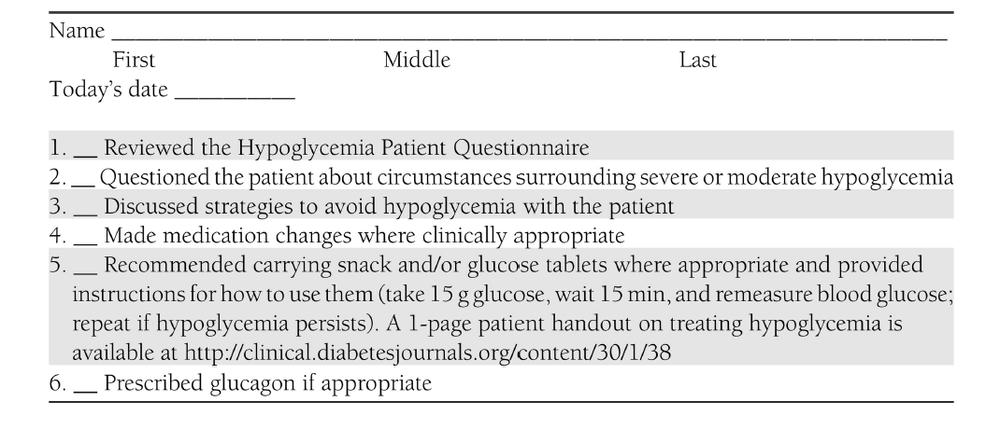 Name ______________________________________________________________________
First Middle Last
Today’s date __________
1. __ Reviewed the Hypoglycemia Patient Questionnaire
2. __ Questioned the patient about circumstances surrounding severe or moderate hypoglycemia
3. __ Discussed strategies to avoid hypoglycemia with the patient
4. __ Made medication changes where clinically appropriate
5. __ Recommended carrying snack and/or glucose tablets where appropriate and provided
instructions for how to use them (take 15 g glucose, wait 15 min, and remeasure blood glucose;
repeat if hypoglycemia persists). A 1-page patient handout on treating hypoglycemia is
available at http://clinical.diabetesjournals.org/content/30/1/38
6. __ Prescribed glucagon if appropriate